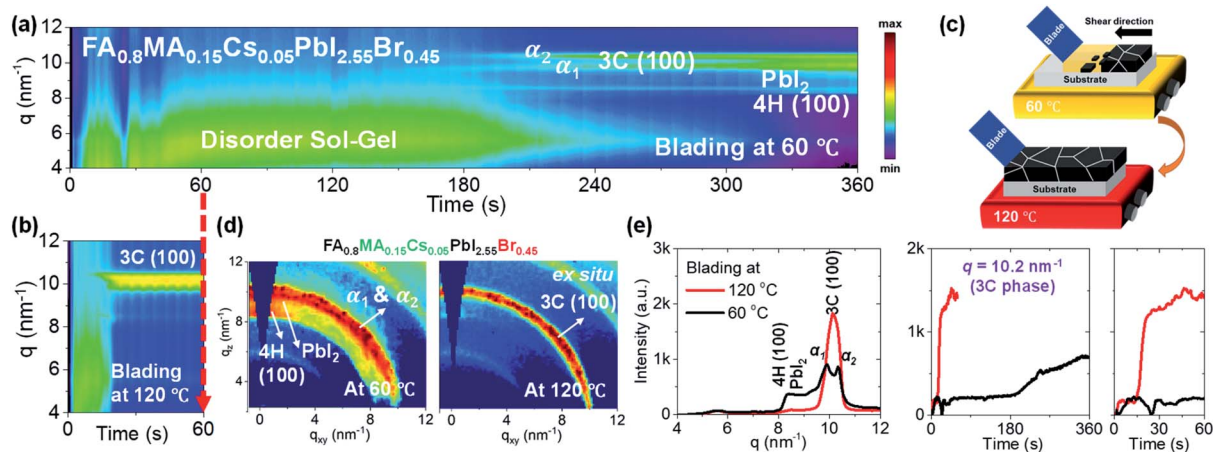 (a)
FA0.8MA0.15Cs0.05PbI2.55Br0.45
α2
α1
3C (100)
PbI2
4H (100)
Disorder Sol-Gel
Blading at 60 ℃
q (nm-1)
12
10
8
6
4
0
60
120
180
240
300
360
Time (s)
max
min
(c)
Shear direction
Blade
Substrate
60 ℃
Blade
Substrate
120 ℃
(b)
3C (100)
Blading
at 120 ℃
q (nm-1)
12
10
8
6
4
0
60
Time (s)
(d)
FA0.8MA0.15Cs0.05PbI2.55Br0.45
α1 & α2
4H
(100)
PbI2
At 60 ℃
qz (nm-1)
12
10
8
6
4
0
4
8
12
qxy (nm-1)
ex situ
3C (100)
At 120 ℃
12
10
8
6
4
0
4
8
12
qxy (nm-1)
(e)
Blading at
120 ℃
60 ℃
4H (100)
PbI2
α1
3C (100)
α2
Intensity (a.u.)
3k
2k
1k
0
4
6
8
10
12
q (nm-1)
q = 10.2 nm-1
(3C phase)
2k
1k
0
0
180
360
Time (s)
0
30
60
Time (s)